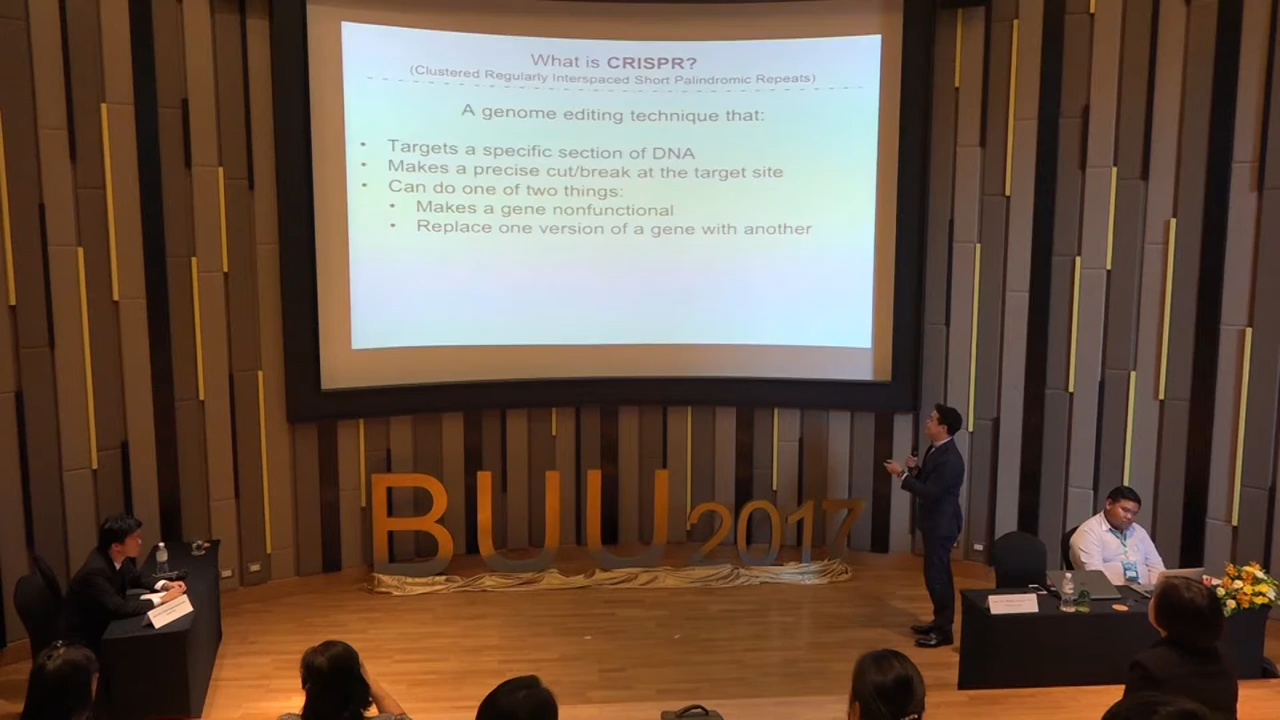 What is CRISPR?
(Clustered Regularly Interspaced Short Palindromic Repeats)
A genome editing technique that:
• Targets a specific section of DNA
• Makes a precise cut/break at the target site
• Can do one of two things:
• Makes a gene nonfunctional
• Replace one version of a gene with another
BUU 2017